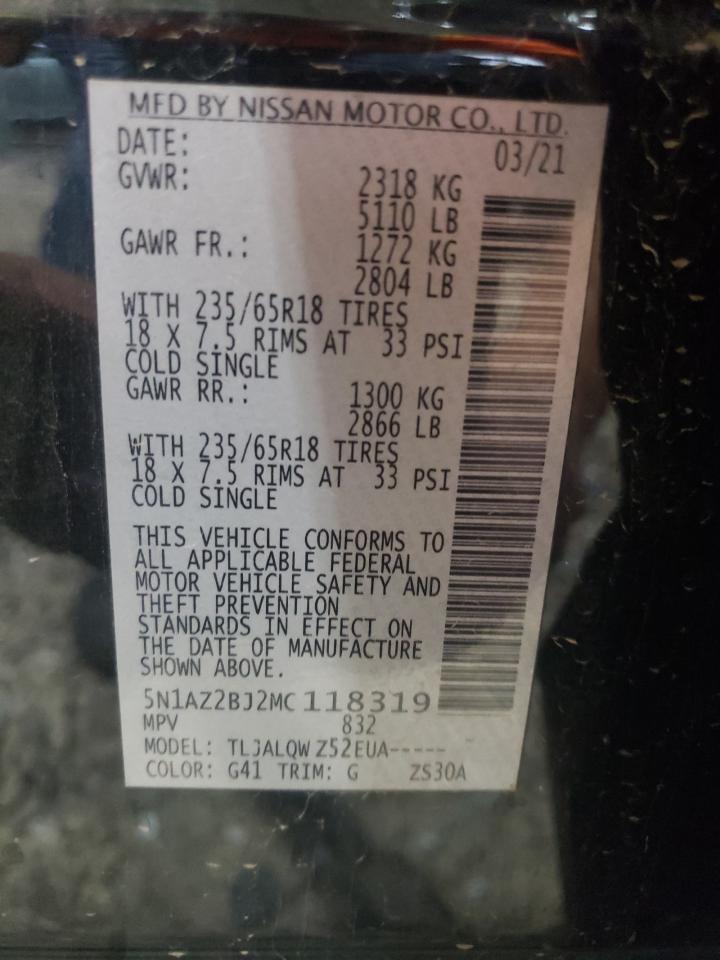 MFD BY NISSAN MOTOR CO., LTD.
DATE: 03/21
GVWR: 2318 KG
5110 LB
GAWR FR.: 1272 KG
2804 LB
WITH 235/65R18 TIRES
18 X 7.5 RIMS AT 33 PSI
COLD SINGLE
GAWR RR.: 1300 KG
2866 LB
WITH 235/65R18 TIRES
18 X 7.5 RIMS AT 33 PSI
COLD SINGLE
THIS VEHICLE CONFORMS TO
ALL APPLICABLE FEDERAL
MOTOR VEHICLE SAFETY AND
THEFT PREVENTION
STANDARDS IN EFFECT ON
THE DATE OF MANUFACTURE
SHOWN ABOVE.
5N1AZ2BJ2MC118319
MPV 832
MODEL: TLJALQW Z52EUA-----
COLOR: G41 TRIM: G ZS30A